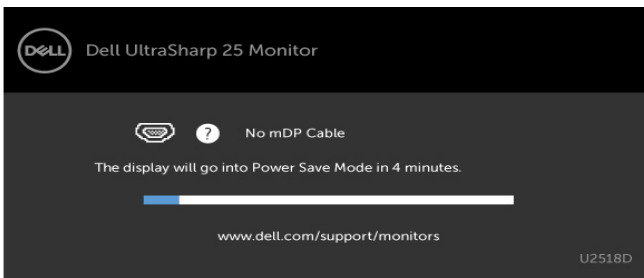 DELL
Dell UltraSharp 25 Monitor
? No mDP Cable
The display will go into Power Save Mode in 4 minutes.
www.dell.com/support/monitors
U2518D